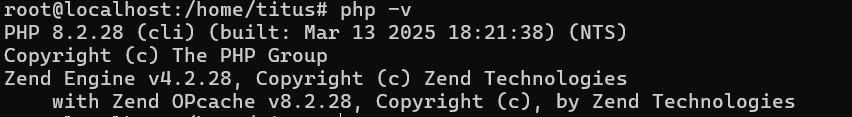 root@localhost:/home/titus# php -v
PHP 8.2.28 (cli) (built: Mar 13 2025 18:21:38) (NTS)
Copyright (c) The PHP Group
Zend Engine v4.2.28, Copyright (c) Zend Technologies
    with Zend OPcache v8.2.28, Copyright (c), by Zend Technologies